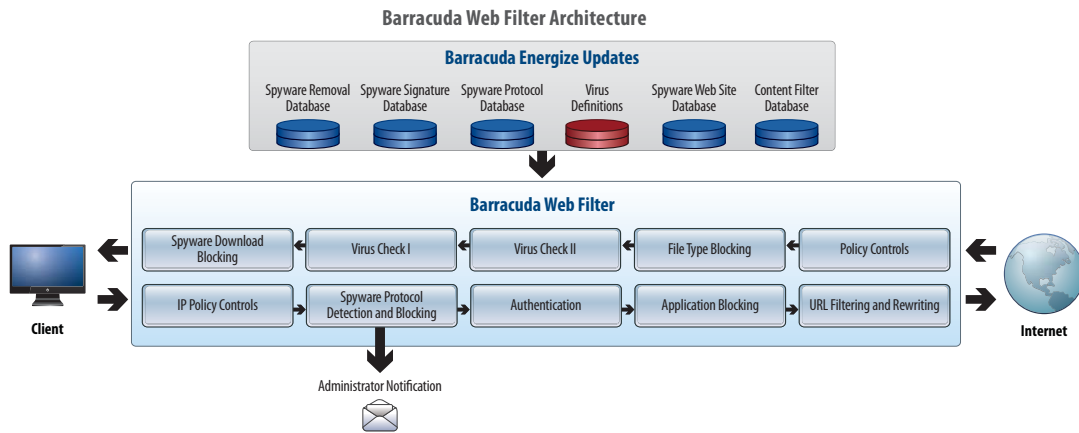 Barracuda Web Filter Architecture
Barracuda Energize Updates
Spyware Removal
Database
Spyware Signature
Database
Spyware Protocol
Database
Virus
Definitions
Spyware Web Site
Database
Content Filter
Database
Barracuda Web Filter
Spyware Download
Blocking
Virus Check I
Virus Check II
File Type Blocking
Policy Controls
IP Policy Controls
Spyware Protocol
Detection and Blocking
Authentication
Application Blocking
URL Filtering and Rewriting
Client
Internet
Administrator Notification